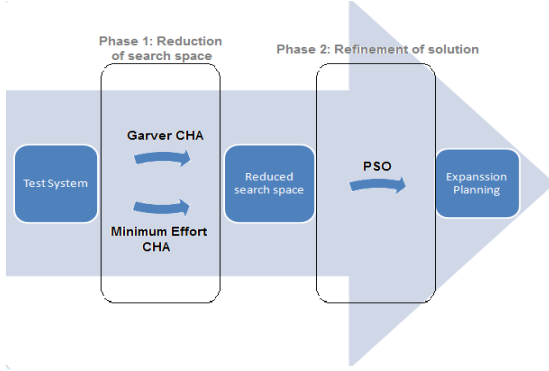 Phase 1: Reduction
of search space
Phase 2: Refinement of solution
Garver CHA
Test System
Minimum Effort
CHA
Reduced
search space
PSO
Expanssion
Planning